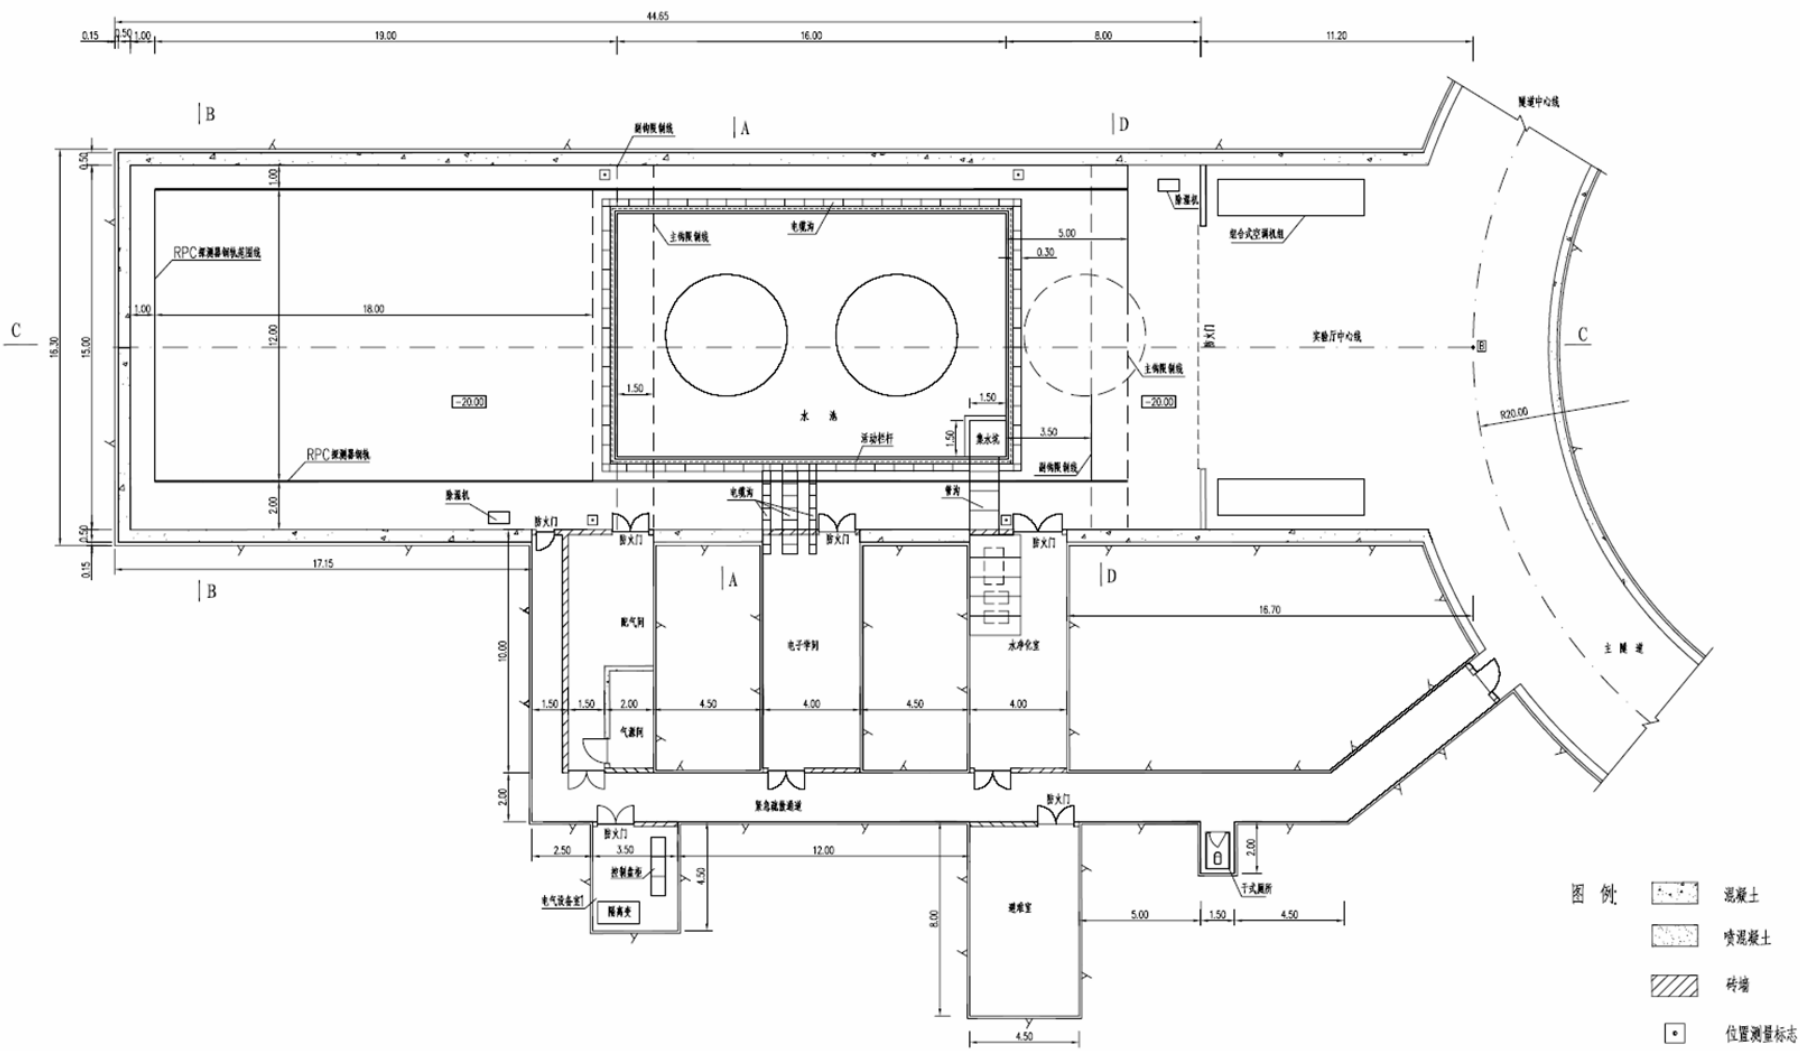 44.65
0.15
0.50
1.00
19.00
16.00
8.00
11.20
隧道中心线
B
A
D
副钩限制线
0.50
1.00
除湿机
组合式空调机组
电缆沟
主钩限制线
RPC探测器钢轨范围线
5.00
0.30
1.00
18.00
C
16.30
15.00
12.00
防火门
实验厅中心线
B
C
主钩限制线
1.50
1.50
-20.00
-20.00
水 池
R20.00
活动栏杆
1.50
集水坑
3.50
RPC探测器钢轨
副钩限制线
除湿机
2.00
电缆沟
管沟
防火门
0.50
防火门
防火门
防火门
0.15
17.15
B
A
D
16.70
配气间
10.00
电子学间
水净化室
主 隧 道
1.50
1.50
2.00
4.50
4.00
4.50
4.00
气源间
2.00
紧急疏散通道
防火门
防火门
2.50
3.50
12.00
2.00
控制盘柜
4.50
干式厕所
电气设备室
隔离变
避难室
8.00
5.00
1.50
4.50
4.50
图 例:
混凝土
喷混凝土
砖墙
位置测量标志